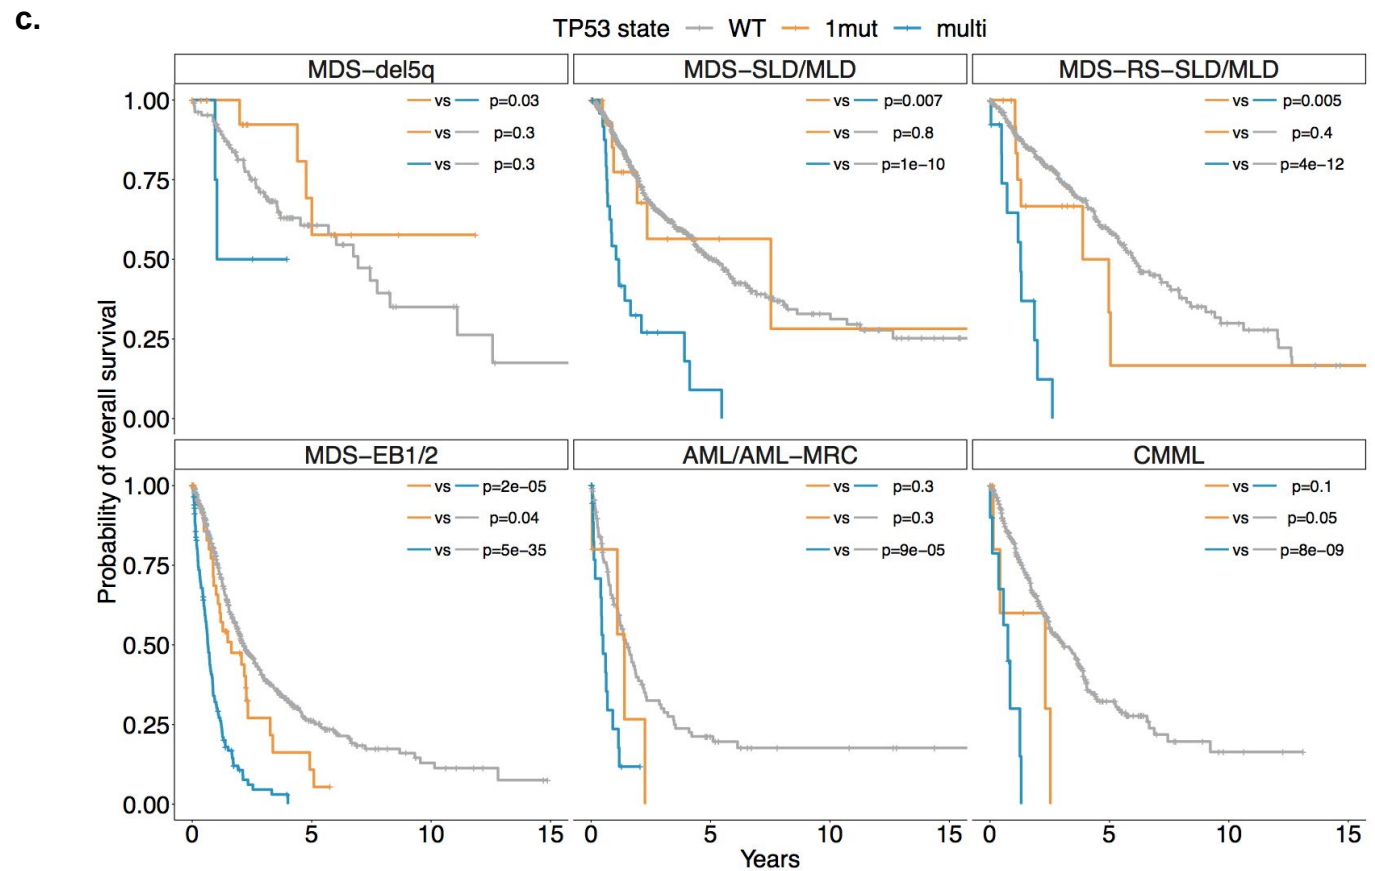 c.
TP53 state WT 1mut multi
MDS−del5q MDS−SLD/MLD MDS−RS−SLD/MLD
1.00 vs p=0.03 vs p=0.007 vs p=0.005
vs p=0.3 vs p=0.8 vs p=0.4
vs p=0.3 vs p=1e−10 vs p=4e−12
0.75
0.50
0.25
0.00
Probability of overall survival
MDS−EB1/2 AML/AML−MRC CMML
1.00 vs p=2e−05 vs p=0.3 vs p=0.1
vs p=0.04 vs p=0.3 vs p=0.05
vs p=5e−35 vs p=9e−05 vs p=8e−09
0.75
0.50
0.25
0.00
0 5 10 15 0 5 10 15 0 5 10 15
Years